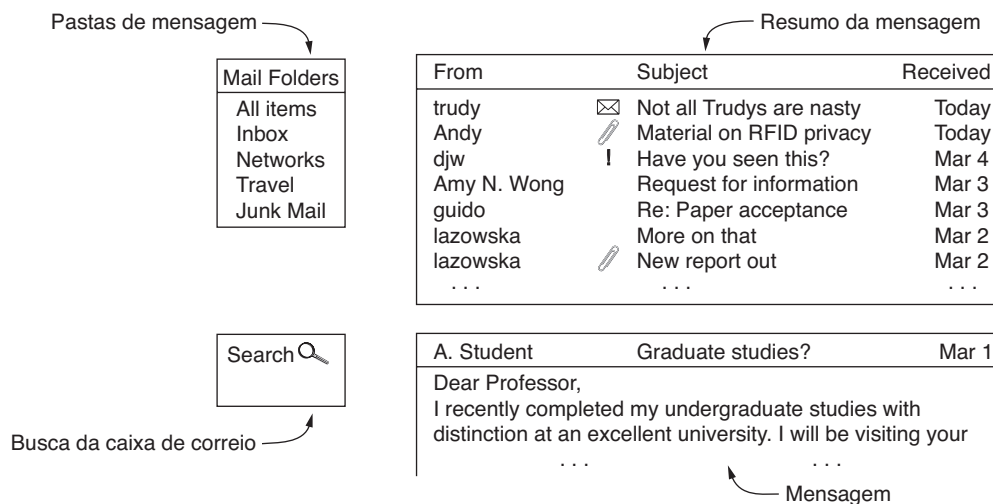 Pastas de mensagem
Resumo da mensagem
Mail Folders
All items
Inbox
Networks
Travel
Junk Mail
From Subject Received
trudy Not all Trudys are nasty Today
Andy Material on RFID privacy Today
djw ! Have you seen this? Mar 4
Amy N. Wong Request for information Mar 3
guido Re: Paper acceptance Mar 3
lazowska More on that Mar 2
lazowska New report out Mar 2
. . . . . . . . .
Search
Busca da caixa de correio
A. Student Graduate studies? Mar 1
Dear Professor,
I recently completed my undergraduate studies with
distinction at an excellent university. I will be visiting your
. . . . . .
Mensagem